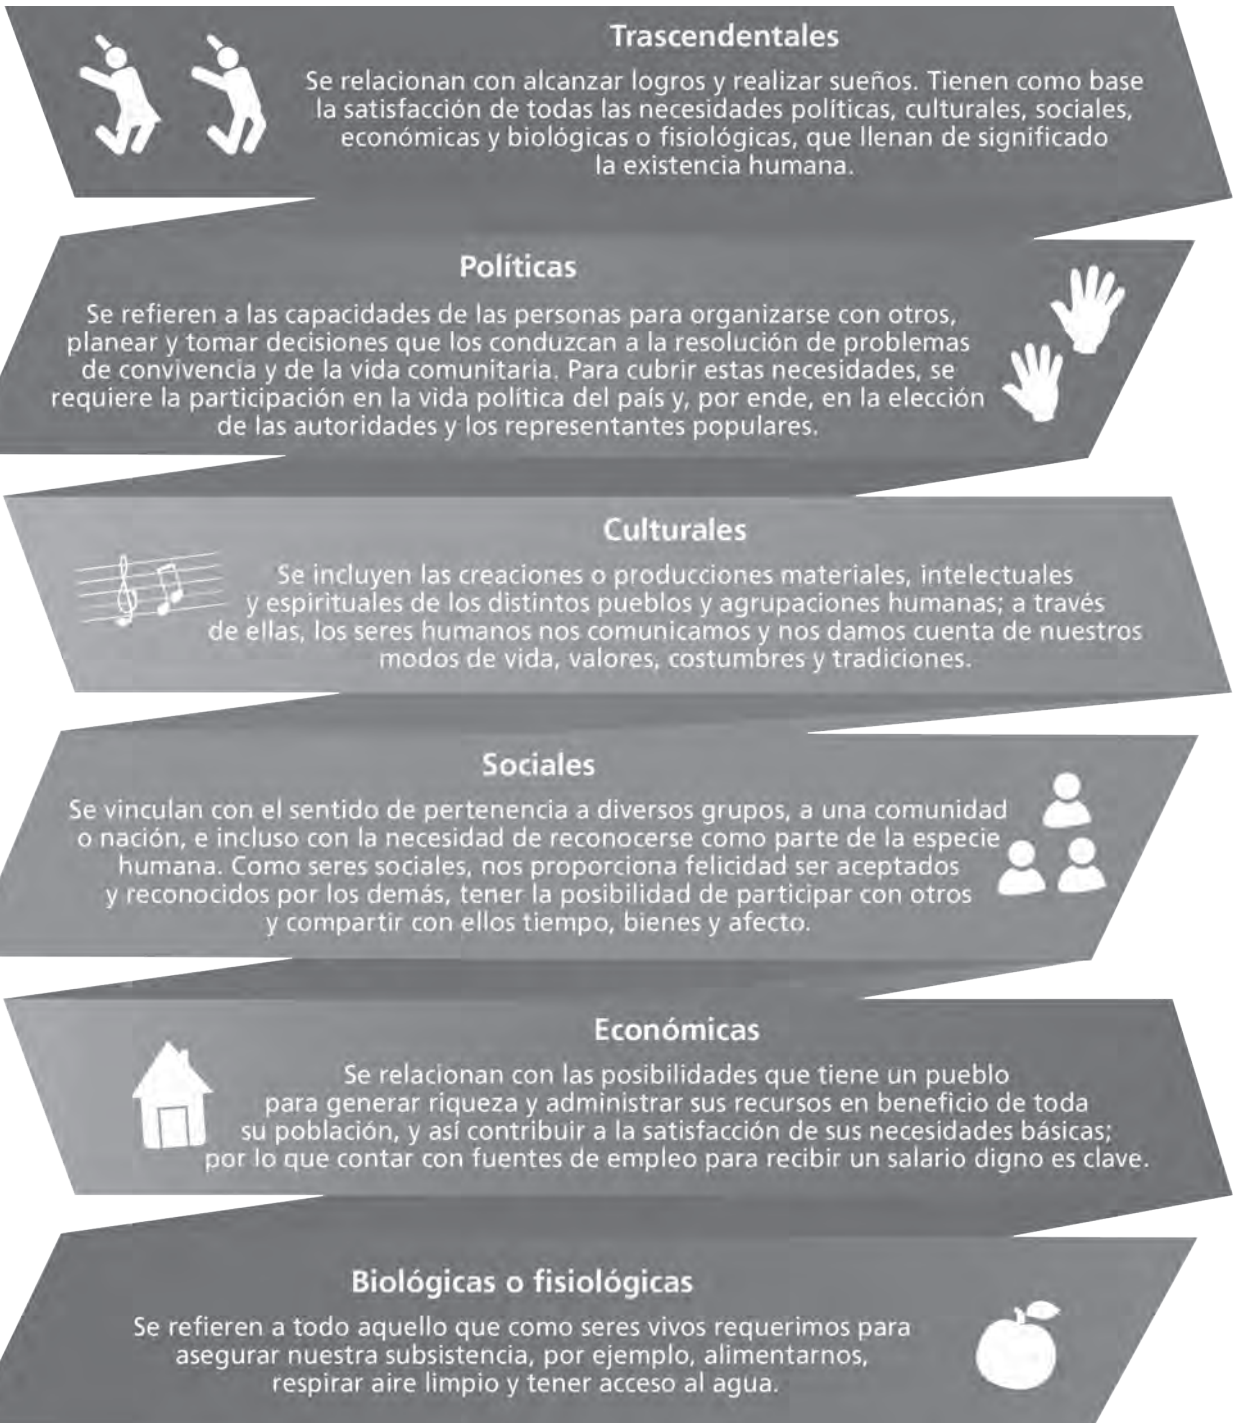 Trascendentales
Se relacionan con alcanzar logros y realizar sueños. Tienen como base
la satisfacción de todas las necesidades políticas, culturales, sociales,
económicas y biológicas o fisiológicas, que llenan de significado
la existencia humana.
Políticas
Se refieren a las capacidades de las personas para organizarse con otros,
planear y tomar decisiones que los conduzcan a la resolución de problemas
de convivencia y de la vida comunitaria. Para cubrir estas necesidades, se
requiere la participación en la vida política del país y, por ende, en la elección
de las autoridades y los representantes populares.
Culturales
Se incluyen las creaciones o producciones materiales, intelectuales
y espirituales de los distintos pueblos y agrupaciones humanas; a través
de ellas, los seres humanos nos comunicamos y nos damos cuenta de nuestros
modos de vida, valores, costumbres y tradiciones.
Sociales
Se vinculan con el sentido de pertenencia a diversos grupos, a una comunidad
o nación, e incluso con la necesidad de reconocerse como parte de la especie
humana. Como seres sociales, nos proporciona felicidad ser aceptados
y reconocidos por los demás, tener la posibilidad de participar con otros
y compartir con ellos tiempo, bienes y afecto.
Económicas
Se relacionan con las posibilidades que tiene un pueblo
para generar riqueza y administrar sus recursos en beneficio de toda
su población, y así contribuir a la satisfacción de sus necesidades básicas;
por lo que contar con fuentes de empleo para recibir un salario digno es clave.
Biológicas o fisiológicas
Se refieren a todo aquello que como seres vivos requerimos para
asegurar nuestra subsistencia, por ejemplo, alimentarnos,
respirar aire limpio y tener acceso al agua.